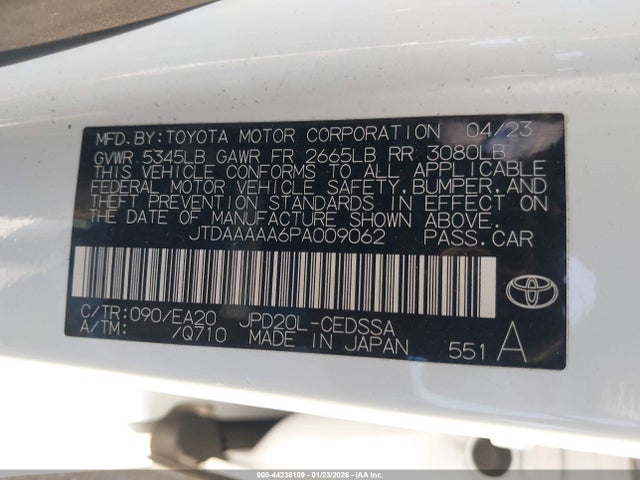 MFD.BY:TOYOTA MOTOR CORPORATION 04/23
GVWR 5345LB GAWR FR 2665LB RR 3080LB
THIS VEHICLE CONFORMS TO ALL APPLICABLE
FEDERAL MOTOR VEHICLE SAFETY,BUMPER,AND
THEFT PREVENTION STANDARDS IN EFFECT ON
THE DATE OF MANUFACTURE SHOWN ABOVE.
JTDAAAAA6PA009062 PASS.CAR
C/TR:090/EA20 JPD20L-CEDSSA
A/TM: /Q710 MADE IN JAPAN 551 A
000-44238109 | 01/23/2026 | IAA Inc.